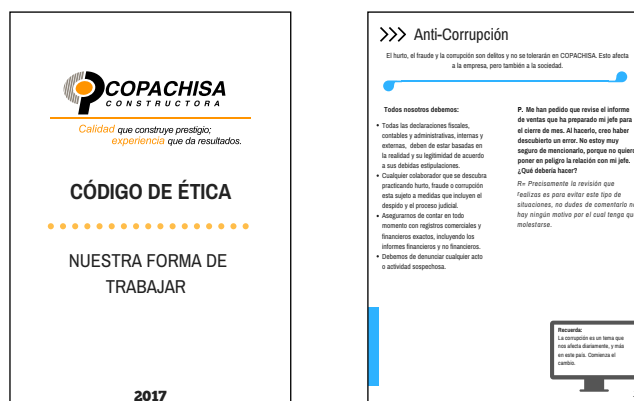 COPACHISA
CONSTRUCTORA
Calidad que construye prestigio;
experiencia que da resultados.
CÓDIGO DE ÉTICA
NUESTRA FORMA DE
TRABAJAR
2017
Anti-Corrupción
El hurto, el fraude y la corrupción son delitos y no se tolerarán en COPACHISA. Esto afecta
a la empresa, pero también a la sociedad.
Todos nosotros debemos:
• Todas las declaraciones fiscales,
contables y administrativas, internas y
externas, deben de estar basadas en
la realidad y su legitimidad de acuerdo
a sus debidas estipulaciones.
• Cualquier colaborador que se descubra
practicando hurto, fraude o corrupción
esta sujeto a medidas que incluyen el
despido y el proceso judicial.
• Asegurarnos de contar en todo
momento con registros comerciales y
financieros exactos, incluyendo los
informes financieros y no financieros.
• Debemos de denunciar cualquier acto
o actividad sospechosa.
P. Me han pedido que revise el informe
de ventas que ha preparado mi jefe para
el cierre de mes. Al hacerlo, creo haber
descubierto un error. No estoy muy
seguro de mencionarlo, porque no quiero
poner en peligro la relación con mi jefe.
¿Qué debería hacer?
R= Precisamente la revisión que
realizas es para evitar este tipo de
situaciones, no dudes de comentarlo no
hay ningún motivo por el cual tenga que
molestarse.
Recuerda:
La corrupción es un tema que
nos afecta diariamente, y más
en este país. Comienza el
cambio.